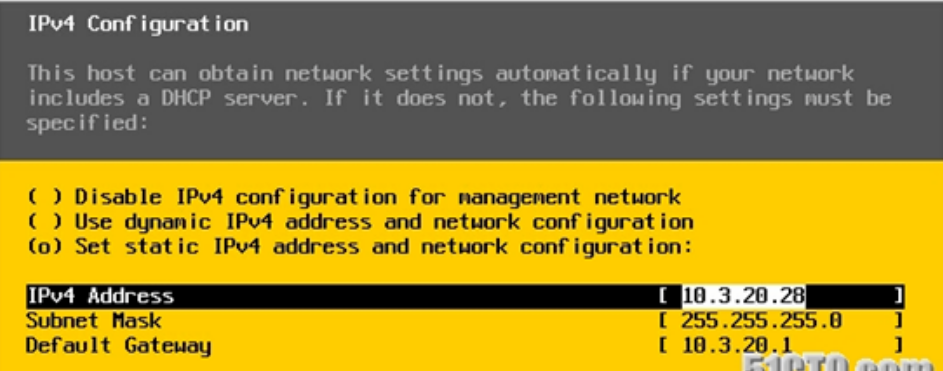 IPv4 Configuration
This host can obtain network settings automatically if your network
includes a DHCP server. If it does not, the following settings must be
specified:
( ) Disable IPv4 configuration for management network
( ) Use dynamic IPv4 address and network configuration
(o) Set static IPv4 address and network configuration:
IPv4 Address [ 10.3.20.28 ]
Subnet Mask [ 255.255.255.0 ]
Default Gateway [ 10.3.20.1 ]
51CTO.com